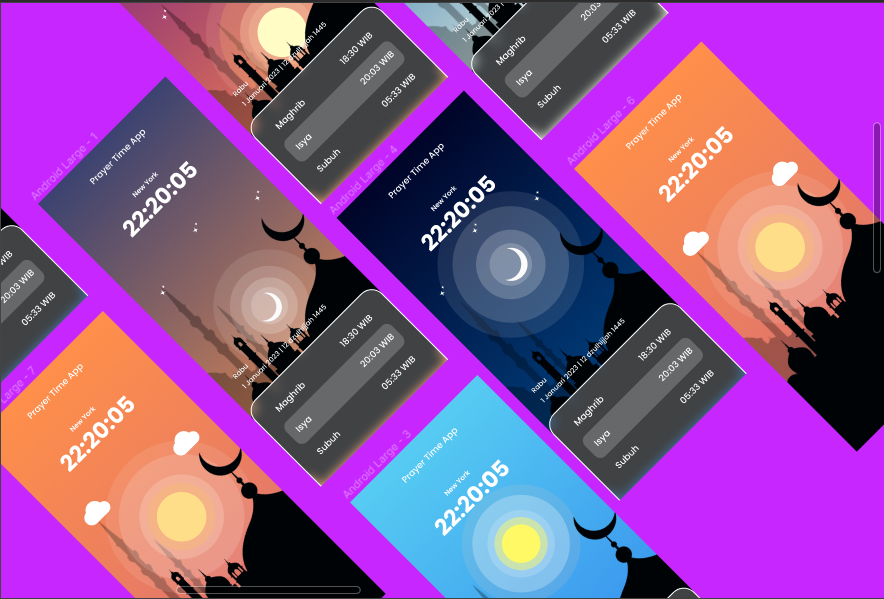 Rabu
1 Januari 2023 | 12 dzulhijjah 1445
Maghrib 18:30 WIB
Isya 20:03 WIB
Subuh 05:33 WIB
Rabu
1 Januari 2023 |
Maghrib
Isya 20:03
Subuh 05:33 WIB
Android Large - 1
Prayer Time App
New York
22:20:05
Rabu
1 Januari 2023 | 12 dzulhijjah 1445
Maghrib 18:30 WIB
Isya 20:03 WIB
Subuh 05:33 WIB
Android Large - 4
Prayer Time App
New York
22:20:05
Rabu
1 Januari 2023 | 12 dzulhijjah 1445
Maghrib 18:30 WIB
Isya 20:03 WIB
Subuh 05:33 WIB
Android Large - 6
Prayer Time App
New York
22:20:05
WIB
20:03 WIB
05:33 WIB
Large - 7
Prayer Time App
New York
22:20:05
Android Large - 3
Prayer Time App
New York
22:20:05